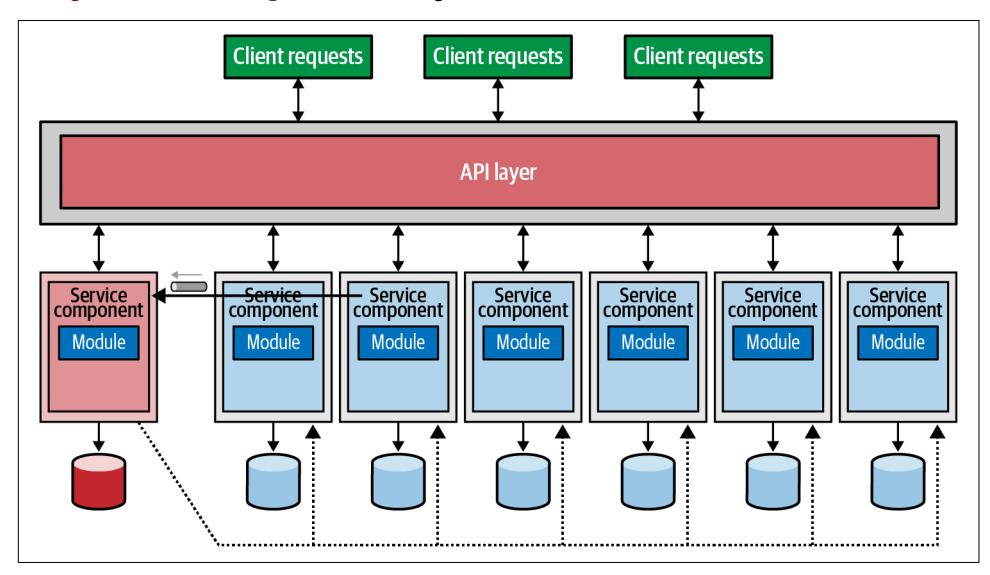 Client requests
Client requests
Client requests
API layer
Service
component
Module
Service
component
Module
Service
component
Module
Service
component
Module
Service
component
Module
Service
component
Module
Service
component
Module